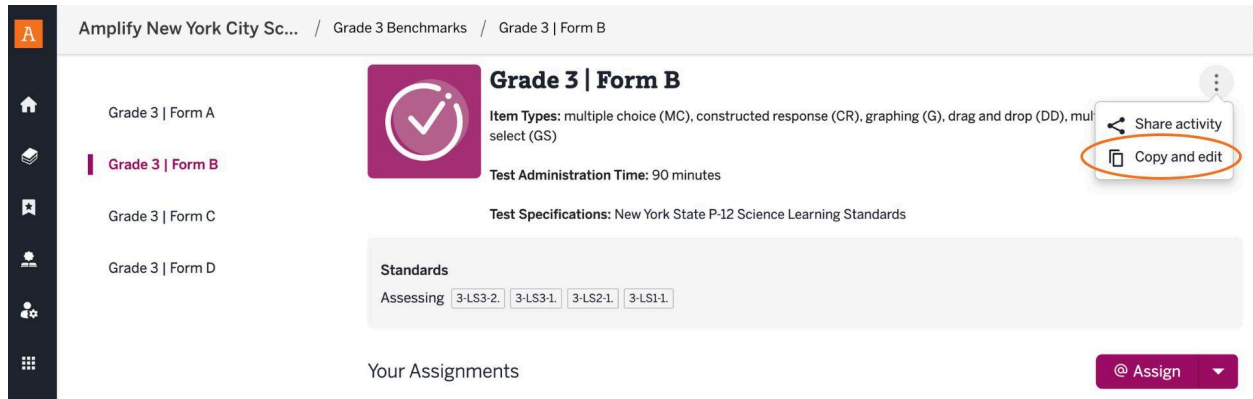 A
Amplify New York City Sc... / Grade 3 Benchmarks / Grade 3 | Form B
Grade 3 | Form A
Grade 3 | Form B
Grade 3 | Form C
Grade 3 | Form D
Grade 3 | Form B
Item Types: multiple choice (MC), constructed response (CR), graphing (G), drag and drop (DD), mul
select (GS)
Test Administration Time: 90 minutes
Test Specifications: New York State P-12 Science Learning Standards
Share activity
Copy and edit
Standards
Assessing 3-LS3-2. 3-LS3-1. 3-LS2-1. 3-LS1-1.
Your Assignments
@ Assign